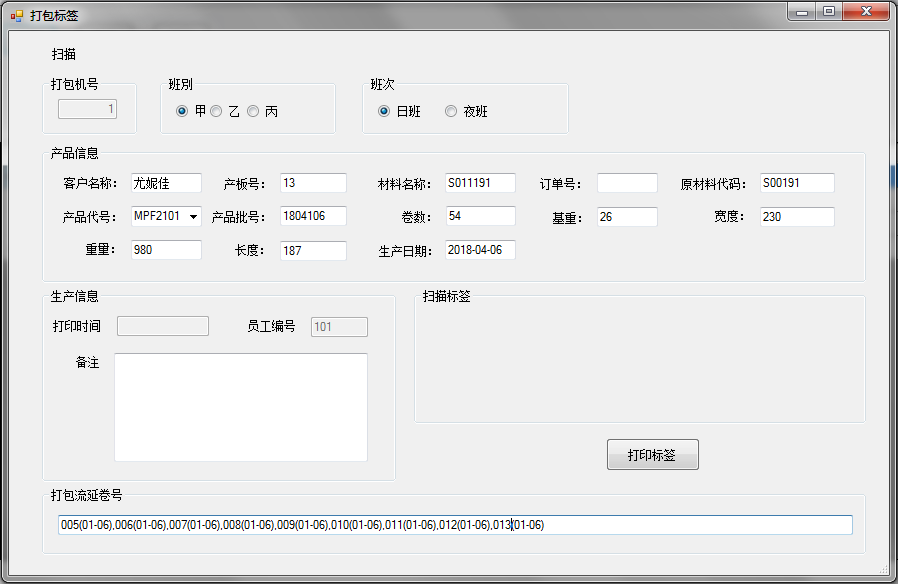 打包标签
扫描
打包机号 班别 班次
1 甲 乙 丙 日班 夜班
产品信息
客户名称： 尤妮佳 产板号： 13 材料名称： S011191 订单号： 原材料代码： S00191
产品代号： MPF2101 产品批号： 1804106 卷数： 54 基重： 26 宽度： 230
重量： 980 长度： 187 生产日期： 2018-04-06
生产信息 扫描标签
打印时间 员工编号 101
备注
打印标签
打包流延卷号
005(01-06),006(01-06),007(01-06),008(01-06),009(01-06),010(01-06),011(01-06),012(01-06),013(01-06)